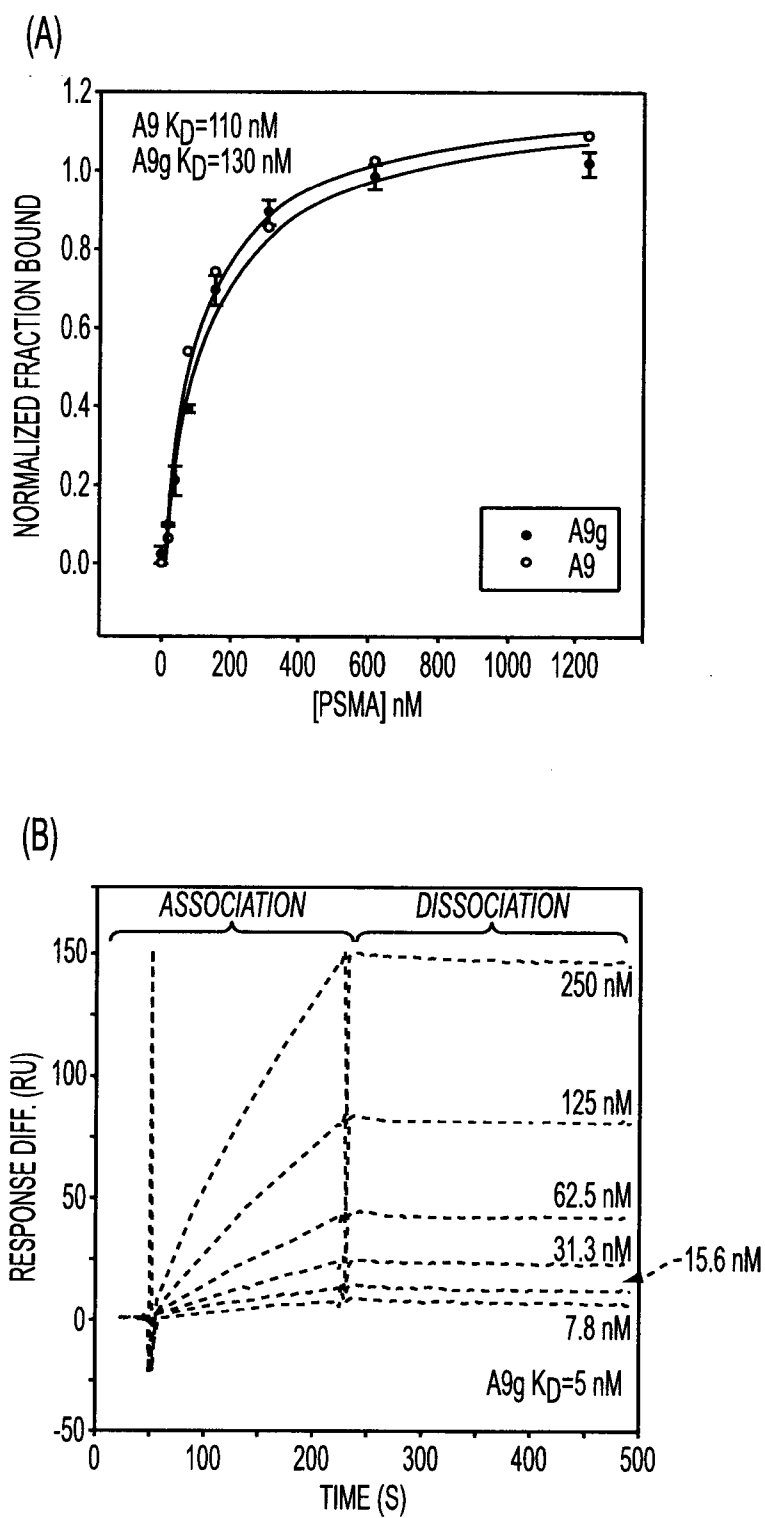 (A)
A9 KD=110 nM
A9g KD=130 nM
1.2
1.0
0.8
0.6
0.4
0.2
0.0
NORMALIZED FRACTION BOUND
A9g
A9
0 200 400 600 800 1000 1200
[PSMA] nM
(B)
ASSOCIATION DISSOCIATION
150
100
50
0
-50
RESPONSE DIFF. (RU)
250 nM
125 nM
62.5 nM
31.3 nM
15.6 nM
7.8 nM
A9g KD=5 nM
0 100 200 300 400 500
TIME (S)